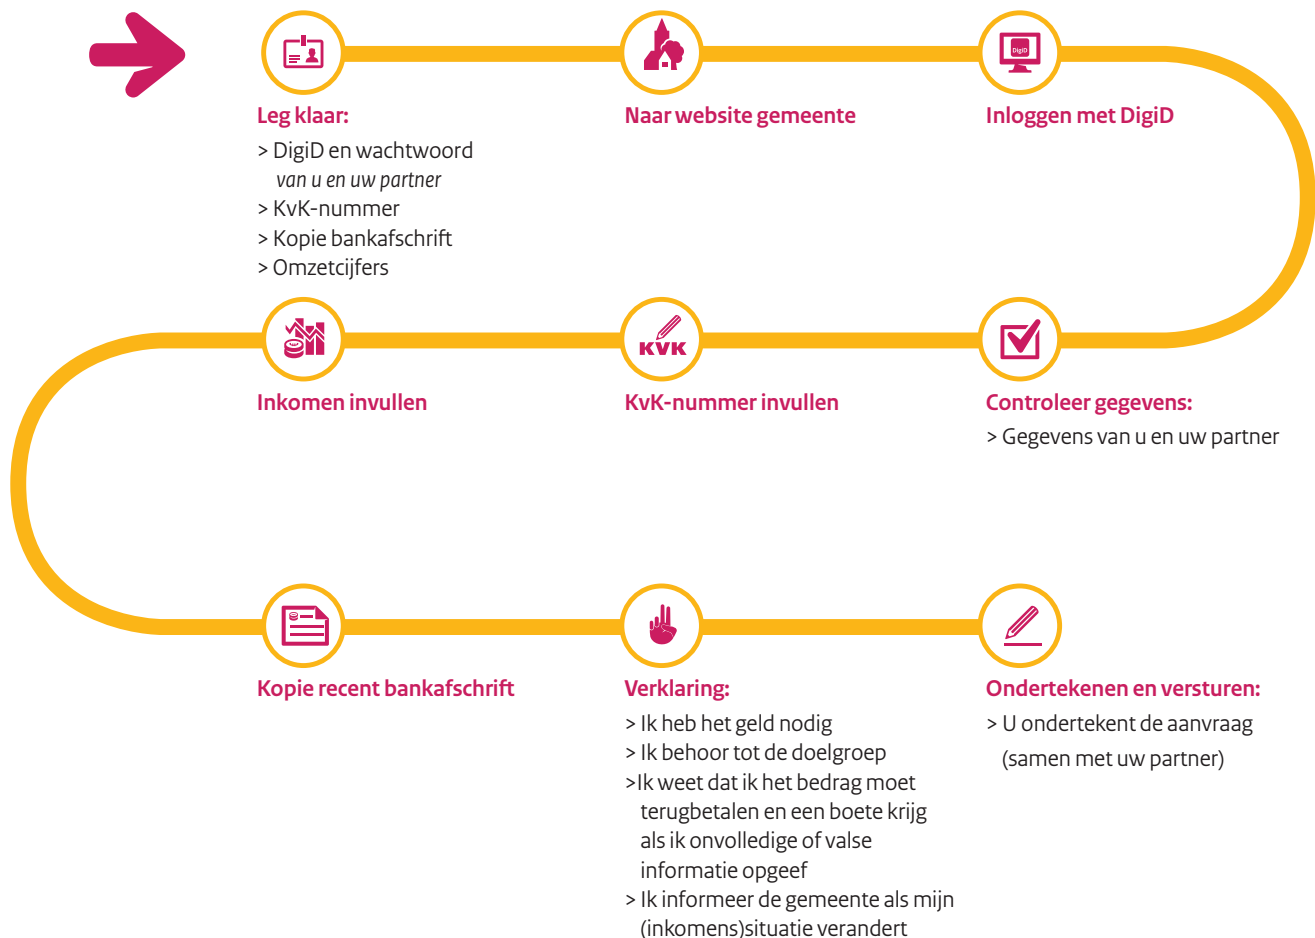 Leg klaar:
> DigiD en wachtwoord
van u en uw partner
> KvK-nummer
> Kopie bankafschrift
> Omzetcijfers
Naar website gemeente
DigiD
Inloggen met DigiD
Controleer gegevens:
> Gegevens van u en uw partner
KVK
KvK-nummer invullen
Inkomen invullen
Kopie recent bankafschrift
Verklaring:
> Ik heb het geld nodig
> Ik behoor tot de doelgroep
>Ik weet dat ik het bedrag moet
terugbetalen en een boete krijg
als ik onvolledige of valse
informatie opgeef
> Ik informeer de gemeente als mijn
(inkomens)situatie verandert
Ondertekenen en versturen:
> U ondertekent de aanvraag
(samen met uw partner)